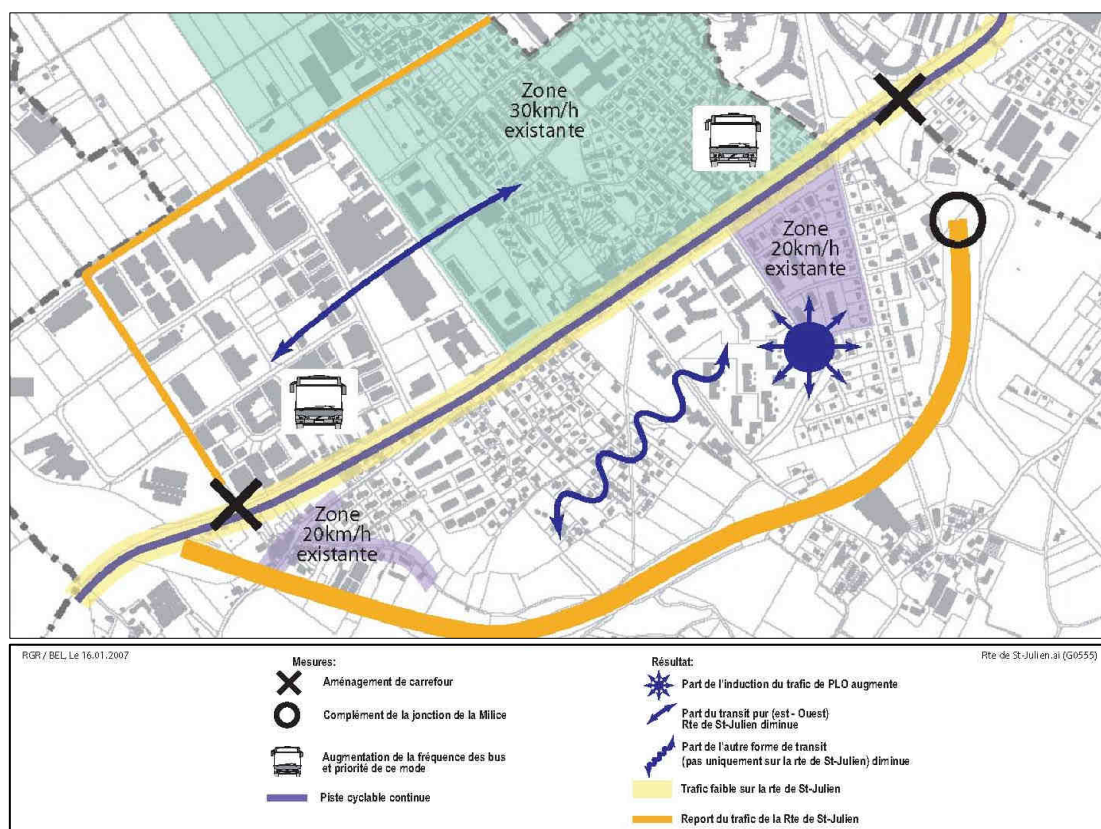 Zone
30km/h
existante
Zone
20km/h
existante
Zone
20km/h
existante
RGR / BEL, Le 16.01.2007
Rte de St-Julien.ai (G0555)
Mesures:
Aménagement de carrefour
Complément de la jonction de la Milice
Augmentation de la fréquence des bus
et priorité de ce mode
Piste cyclable continue
Résultat:
Part de l'induction du trafic de PLO augmente
Part du transit pur (est - Ouest)
Rte de St-Julien diminue
Part de l'autre forme de transit
(pas uniquement sur la rte de St-Julien) diminue
Trafic faible sur la rte de St-Julien
Report du trafic de la Rte de St-Julien